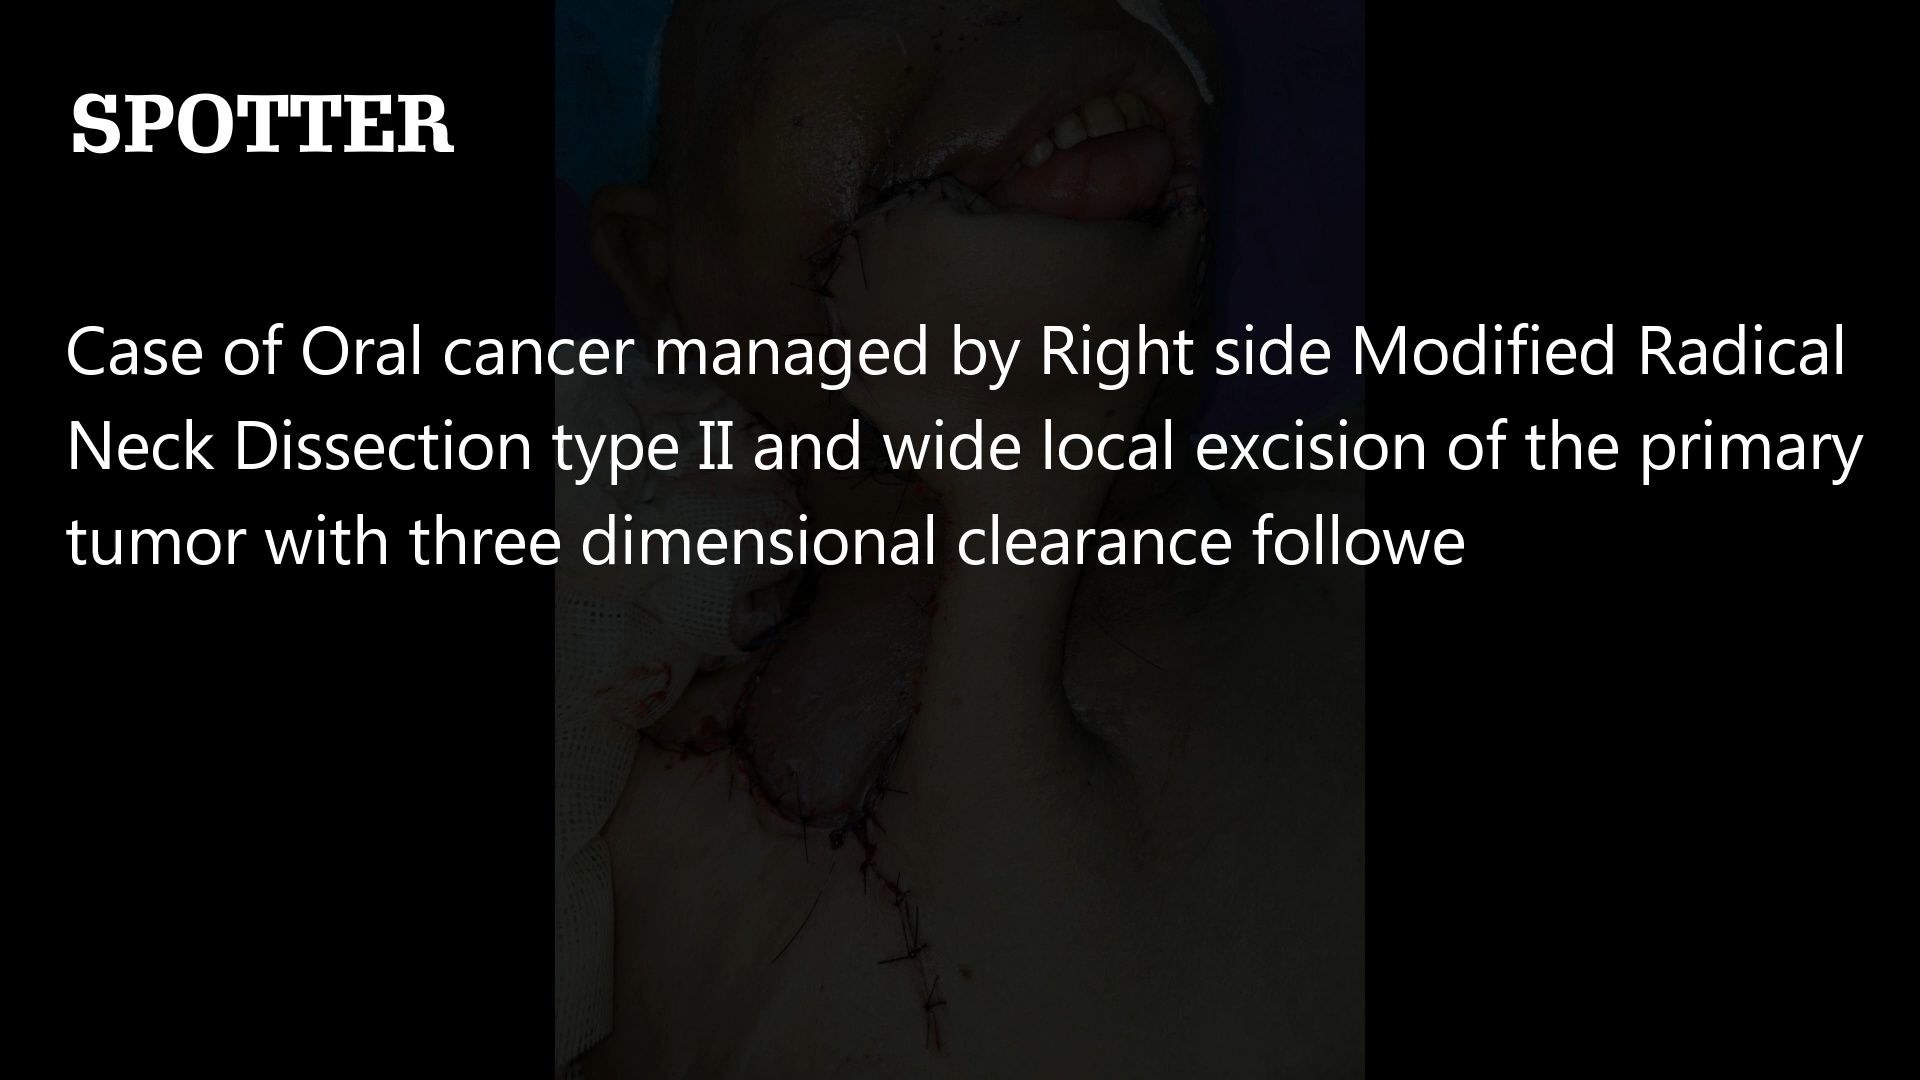 SPOTTER
Case of Oral cancer managed by Right side Modified Radical
Neck Dissection type II and wide local excision of the primary
tumor with three dimensional clearance followe